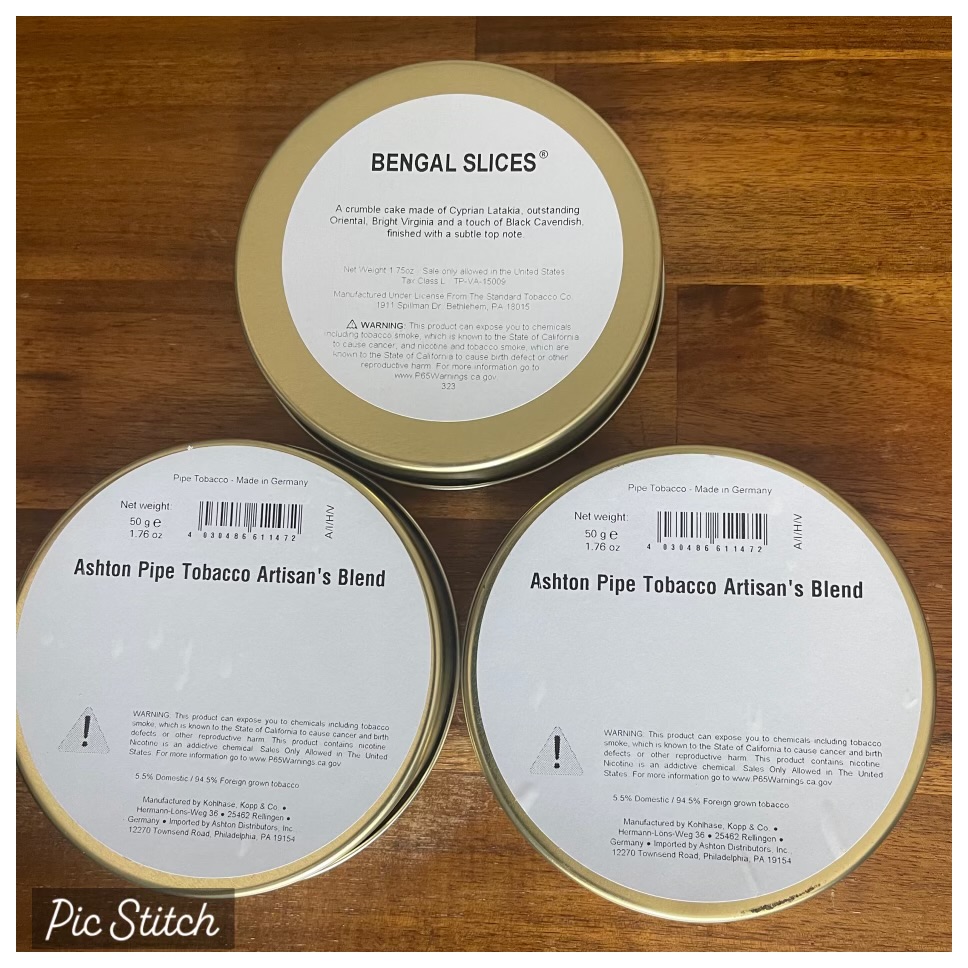 BENGAL SLICES®
A crumble cake made of Cyprian Latakia, outstanding
Oriental, Bright Virginia and a touch of Black Cavendish,
finished with a subtle top note.
Net Weight 1.75oz Sale only allowed in the United States
Tair Class L TP-VA-15009
Manufactured Under License From The Standard Tobacco Co.
1911 Spillman Dr. Bethlehem, PA 18015
WARNING: This product can expose you to chemicals
including tobacco smoke, which is known to the State of California
to cause cancer, and nicotine and tobacco smoke, which are
known to the State of California to cause birth defect or other
reproductive harm. For more information go to
www.P65Warnings.ca.gov
323
Pipe Tobacco - Made in Germany
Net weight:
50 g e
1.76 oz
4 030486 611472
A/I/H/V
Ashton Pipe Tobacco Artisan's Blend
WARNING: This product can expose you to chemicals including tobacco
smoke, which is known to the State of California to cause cancer and birth
defects or other reproductive harm. This product contains nicotine.
Nicotine is an addictive chemical. Sales Only Allowed in The United
States. For more information go to www.P65Warnings.ca.gov
!
5.5% Domestic / 94.5% Foreign grown tobacco
Manufactured by Kohlhase, Kopp & Co. •
Hermann-Löns-Weg 36 • 25462 Rellingen •
Germany • Imported by Ashton Distributors, Inc.,
12270 Townsend Road, Philadelphia, PA 19154
Pipe Tobacco - Made in Germany
Net weight:
50 g e
1.76 oz
4 030486 611472
A/I/H/V
Ashton Pipe Tobacco Artisan's Blend
WARNING: This product can expose you to chemicals including tobacco
smoke, which is known to the State of California to cause cancer and birth
defects or other reproductive harm. This product contains nicotine.
Nicotine is an addictive chemical. Sales Only Allowed in The United
States. For more information go to www.P65Warnings.ca.gov
!
5.5% Domestic / 94.5% Foreign grown tobacco
Manufactured by Kohlhase, Kopp & Co. •
Hermann-Löns-Weg 36 • 25462 Rellingen •
Germany • Imported by Ashton Distributors, Inc.,
12270 Townsend Road, Philadelphia, PA 19154
Pic Stitch